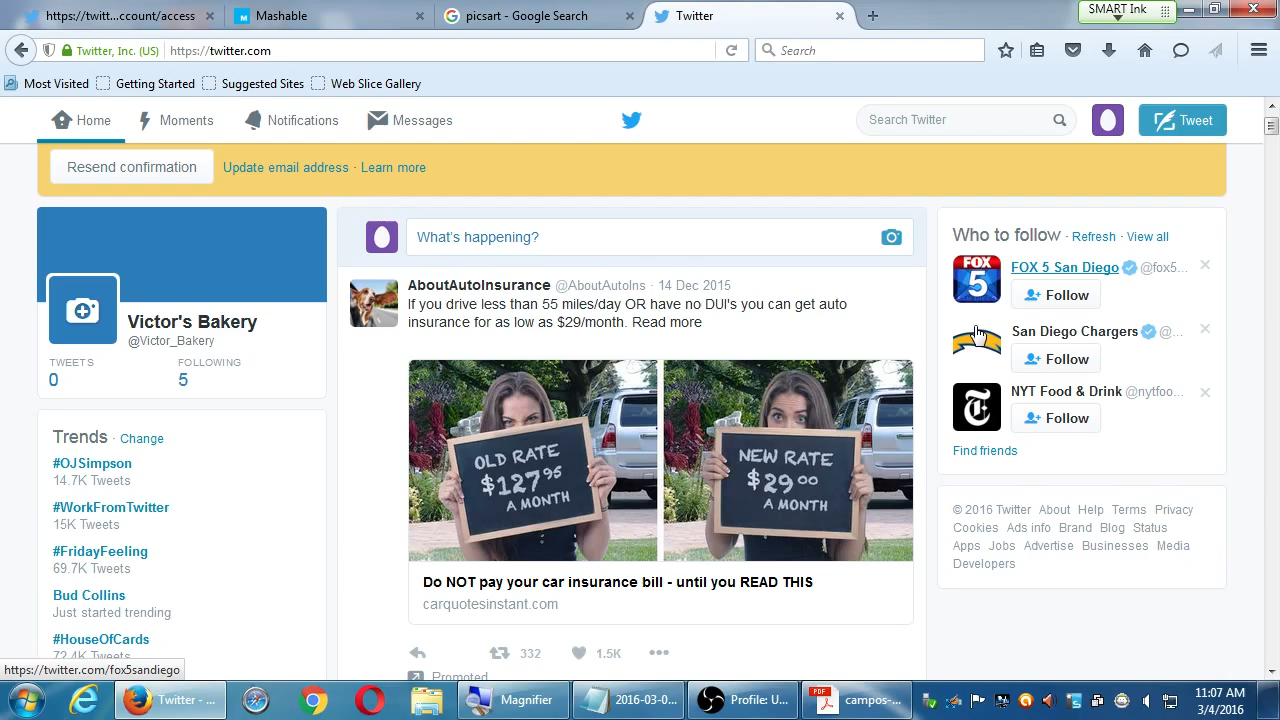 https://twitt...ccount/access
Mashable
picsart - Google Search
Twitter
SMART Ink
Twitter, Inc. (US)
https://twitter.com
Search
Most Visited
Getting Started
Suggested Sites
Web Slice Gallery
Home
Moments
Notifications
Messages
Search Twitter
Tweet
Resend confirmation
Update email address · Learn more
Victor's Bakery
@Victor_Bakery
TWEETS
FOLLOWING
0
5
Trends · Change
#OJSimpson
14.7K Tweets
#WorkFromTwitter
15K Tweets
#FridayFeeling
69.7K Tweets
Bud Collins
Just started trending
#HouseOfCards
72.4K Tweets
https://twitter.com/fox5sandiego
What's happening?
AboutAutoInsurance @AboutAutoIns · 14 Dec 2015
If you drive less than 55 miles/day OR have no DUI's you can get auto
insurance for as low as $29/month. Read more
OLD RATE
$127⁹⁵
A MONTH
NEW RATE
$29⁰⁰
A MONTH
Do NOT pay your car insurance bill - until you READ THIS
carquotesinstant.com
332
1.5K
Promoted
Who to follow · Refresh · View all
FOX
5
FOX 5 San Diego @fox5...
Follow
San Diego Chargers @...
Follow
NYT Food & Drink @nytfoo...
Follow
Find friends
© 2016 Twitter About Help Terms Privacy
Cookies Ads info Brand Blog Status
Apps Jobs Advertise Businesses Media
Developers
Twitter - ...
Magnifier
2016-03-0...
Profile: U...
PDF
campos-...
11:07 AM
3/4/2016